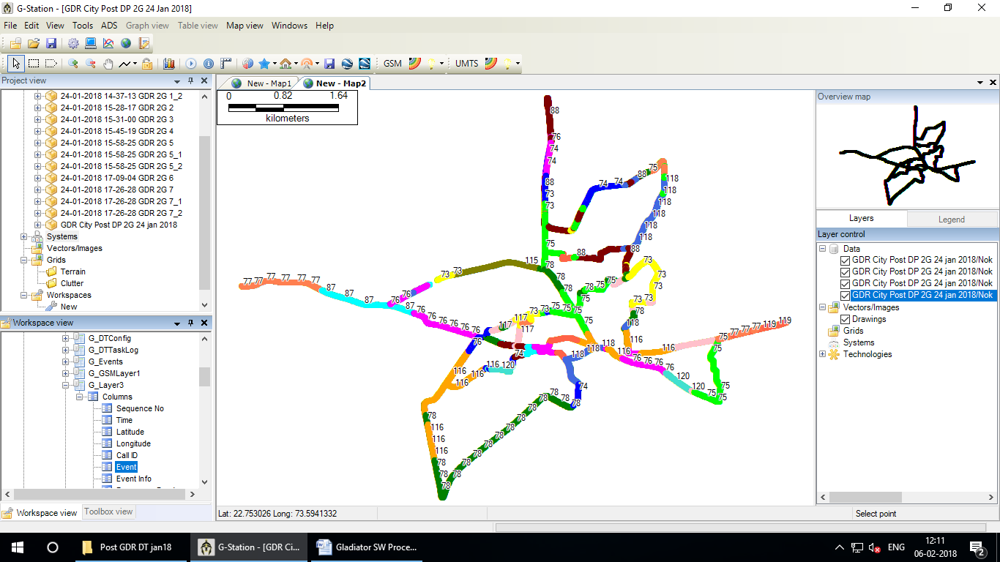 G-Station - [GDR City Post DP 2G 24 Jan 2018]
File Edit View Tools ADS Graph view Table view Map view Windows Help
GSM UMTS
Project view
24-01-2018 14-37-13 GDR 2G 1_2
24-01-2018 15-28-17 GDR 2G 2
24-01-2018 15-31-00 GDR 2G 3
24-01-2018 15-45-19 GDR 2G 4
24-01-2018 15-58-25 GDR 2G 5
24-01-2018 15-58-25 GDR 2G 5_1
24-01-2018 15-58-25 GDR 2G 5_2
24-01-2018 17-09-04 GDR 2G 6
24-01-2018 17-26-28 GDR 2G 7
24-01-2018 17-26-28 GDR 2G 7_1
24-01-2018 17-26-28 GDR 2G 7_2
GDR City Post DP 2G 24 jan 2018
Systems
Vectors/Images
Grids
Terrain
Clutter
Workspaces
New
Workspace view
G_DTConfig
G_DTTaskLog
G_Events
G_GSMLayer1
G_Layer3
Columns
Sequence No
Time
Latitude
Longitude
Call ID
Event
Event Info
Workspace view Toolbox view
New - Map1 New - Map2
0 0.82 1.64
kilometers
88
76
74
74
88
73
73
75
78
74 74 88 75
118
118
118
118
118
88 88
115
73 73
77 77 77 77 77 77
87
87
76 76
76 76 76 76 76
76
78
78
75
78 75 75
73
73
73
73 73
78
118
116
116
117 117
117
73 75 75
75
75 77 77 77 119 119
75
75
75 75
118 118
116
76 76 76 76
120 120
74
116 120
116
116
116
118
74
78
78 78 78
78 78 78 78 78 78 78
78
116
116
116
78
78
78
Lat: 22.753026 Long: 73.5941332
Select point
Overview map
Layers Legend
Layer control
Data
GDR City Post DP 2G 24 jan 2018/Nok
GDR City Post DP 2G 24 jan 2018/Nok
GDR City Post DP 2G 24 jan 2018/Nok
GDR City Post DP 2G 24 jan 2018/Nok
Vectors/Images
Drawings
Grids
Systems
Technologies
Post GDR DT jan18
G-Station - [GDR Ci...
Gladiator SW Proce...
ENG
12:11
06-02-2018
2